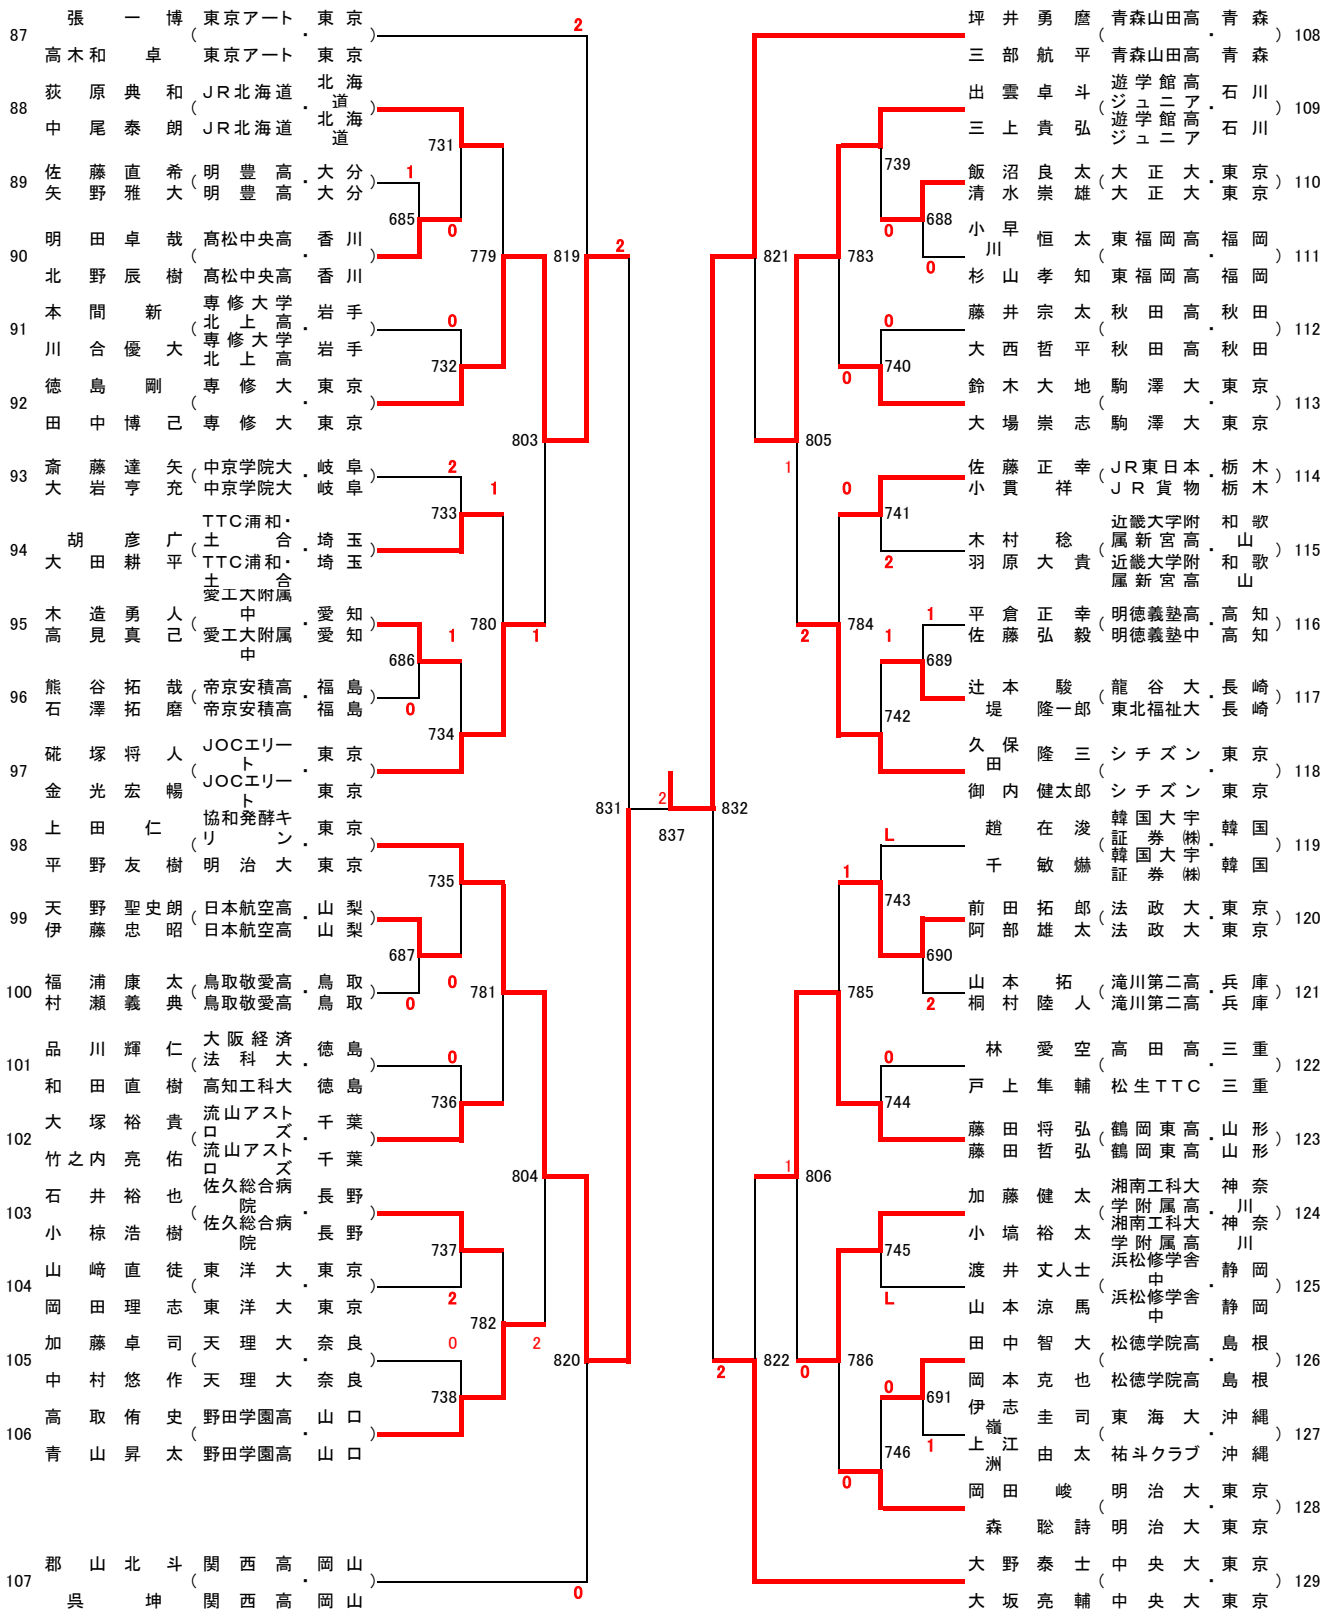 87 張 一 博 (東京アート ・ 東 京)
高木和 卓 東京アート 東 京
88 荻 原 典 和 (JR北海道 ・ 北海道)
中 尾 泰 朗 JR北海道 北海道
89 佐 藤 直 希 (明 豊 高 ・ 大 分)
矢 野 雅 大 明 豊 高 大 分
90 明 田 卓 哉 (高松中央高 ・ 香 川)
北 野 辰 樹 高松中央高 香 川
91 本 間 新 (専修大学北上高 ・ 岩 手)
川 合 優 大 専修大学北上高 岩 手
92 徳 島 剛 (専 修 大 ・ 東 京)
田 中 博 己 専 修 大 東 京
93 斎 藤 達 矢 (中京学院大 ・ 岐 阜)
大 岩 亨 充 中京学院大 岐 阜
94 胡 彦 广 (TTC浦和・土合 ・ 埼 玉)
大 田 耕 平 TTC浦和・土合 埼 玉
95 木 造 勇 人 (愛工大附属中 ・ 愛 知)
高 見 真 己 愛工大附属中 愛 知
96 熊 谷 拓 哉 (帝京安積高 ・ 福 島)
石 澤 拓 磨 帝京安積高 福 島
97 硴 塚 将 人 (JOCエリート ・ 東 京)
金 光 宏 暢 JOCエリート 東 京
98 上 田 仁 (協和発酵キリン ・ 東 京)
平 野 友 樹 明 治 大 東 京
99 天 野 聖史朗 (日本航空高 ・ 山 梨)
伊 藤 忠 昭 日本航空高 山 梨
100 福 浦 康 太 (鳥取敬愛高 ・ 鳥 取)
村 瀬 義 典 鳥取敬愛高 鳥 取
101 品 川 輝 仁 (大阪経済法科大 ・ 徳 島)
和 田 直 樹 高知工科大 徳 島
102 大 塚 裕 貴 (流山アストロズ ・ 千 葉)
竹之内 亮 佑 流山アストロズ 千 葉
103 石 井 裕 也 (佐久総合病院 ・ 長 野)
小 椋 浩 樹 佐久総合病院 長 野
104 山 﨑 直 徒 (東 洋 大 ・ 東 京)
岡 田 理 志 東 洋 大 東 京
105 加 藤 卓 司 (天 理 大 ・ 奈 良)
中 村 悠 作 天 理 大 奈 良
106 高 取 侑 史 (野田学園高 ・ 山 口)
青 山 昇 太 野田学園高 山 口
107 郡 山 北 斗 (関 西 高 ・ 岡 山)
呉 坤 関 西 高 岡 山
2
731
1
685
0
779
819
2
0
732
803
2
1
733
780
1
1
686
0
734
831
735
687
0
0
781
0
736
804
737
2
782
0
2
738
820
0
2
837
832
821
739
688
0
0
783
0
740
0
805
1
0
741
2
784
2
1
1
689
742
L
1
743
690
2
785
0
744
1
806
745
L
822
2
0
786
0
691
1
746
0
坪 井 勇 磨 (青森山田高 ・ 青 森) 108
三 部 航 平 青森山田高 青 森
出 雲 卓 斗 (遊学館高ジュニア ・ 石 川) 109
三 上 貴 弘 遊学館高ジュニア 石 川
飯 沼 良 太 (大 正 大 ・ 東 京) 110
清 水 崇 雄 大 正 大 東 京
小早川 恒 太 (東福岡高 ・ 福 岡) 111
杉 山 孝 知 東福岡高 福 岡
藤 井 宗 太 (秋 田 高 ・ 秋 田) 112
大 西 哲 平 秋 田 高 秋 田
鈴 木 大 地 (駒 澤 大 ・ 東 京) 113
大 場 崇 志 駒 澤 大 東 京
佐 藤 正 幸 (JR東日本 ・ 栃 木) 114
小 貫 祥 JR貨物 栃 木
木 村 稔 (近畿大学附属新宮高 ・ 和歌山) 115
羽 原 大 貴 近畿大学附属新宮高 和歌山
平 倉 正 幸 (明徳義塾高 ・ 高 知) 116
佐 藤 弘 毅 明徳義塾中 高 知
辻 本 駿 (龍 谷 大 ・ 長 崎) 117
堤 隆一郎 東北福祉大 長 崎
久保田 隆 三 (シチズン ・ 東 京) 118
御 内 健太郎 シチズン 東 京
趙 在 浚 (韓国大宇証券㈱ ・ 韓 国) 119
千 敏 爀 韓国大宇証券㈱ 韓 国
前 田 拓 郎 (法 政 大 ・ 東 京) 120
阿 部 雄 太 法 政 大 東 京
山 本 拓 (滝川第二高 ・ 兵 庫) 121
桐 村 陸 人 滝川第二高 兵 庫
林 愛 空 (高 田 高 ・ 三 重) 122
戸 上 隼 輔 松生TTC 三 重
藤 田 将 弘 (鶴岡東高 ・ 山 形) 123
藤 田 哲 弘 鶴岡東高 山 形
加 藤 健 太 (湘南工科大学附属高 ・ 神奈川) 124
小 塙 裕 太 湘南工科大学附属高 神奈川
渡 井 丈人士 (浜松修学舎中 ・ 静 岡) 125
山 本 涼 馬 浜松修学舎中 静 岡
田 中 智 大 (松徳学院高 ・ 島 根) 126
岡 本 克 也 松徳学院高 島 根
伊志嶺 圭 司 (東 海 大 ・ 沖 縄) 127
上江洲 由 太 祐斗クラブ 沖 縄
岡 田 峻 (明 治 大 ・ 東 京) 128
森 聡 詩 明 治 大 東 京
大 野 泰 士 (中 央 大 ・ 東 京) 129
大 坂 亮 輔 中 央 大 東 京